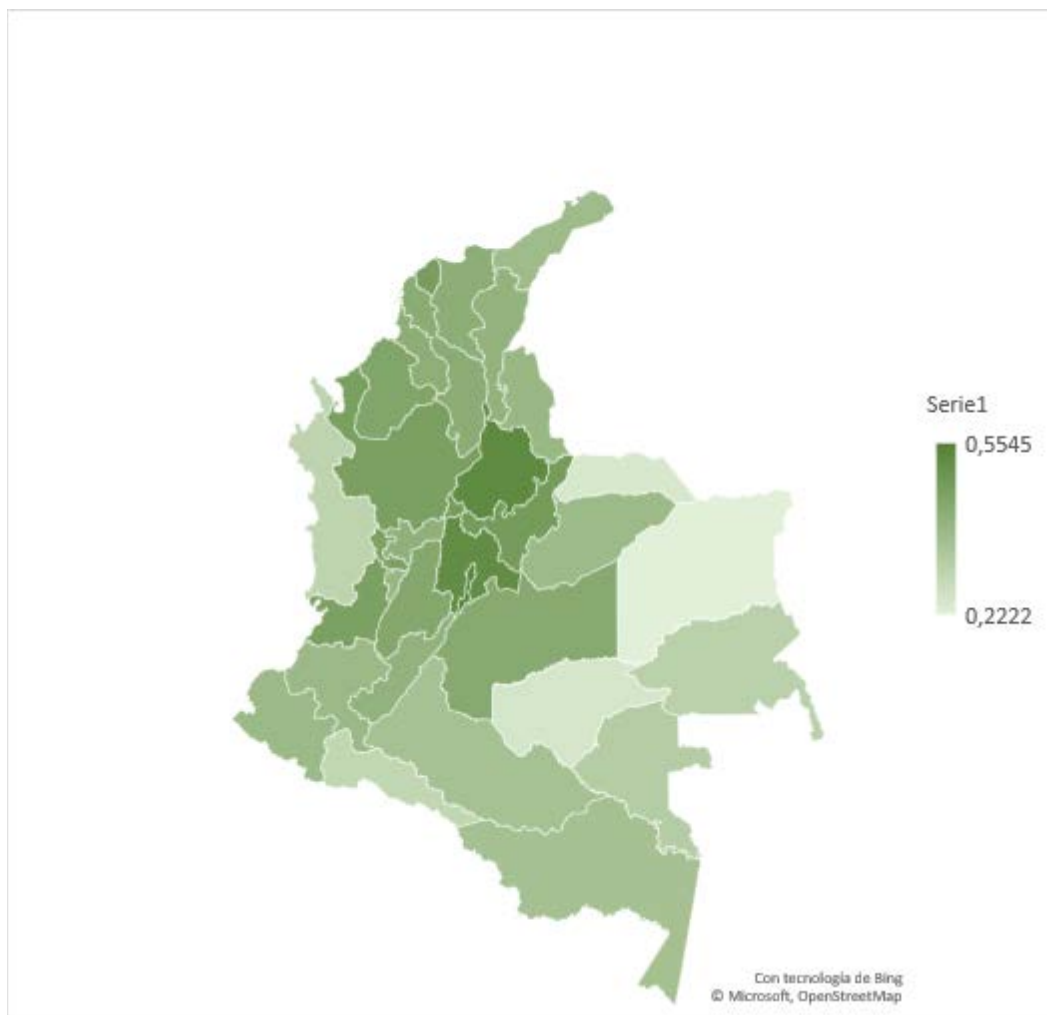 Serie1
0,5545
0,2222
Con tecnología de Bing
© Microsoft, OpenStreetMap